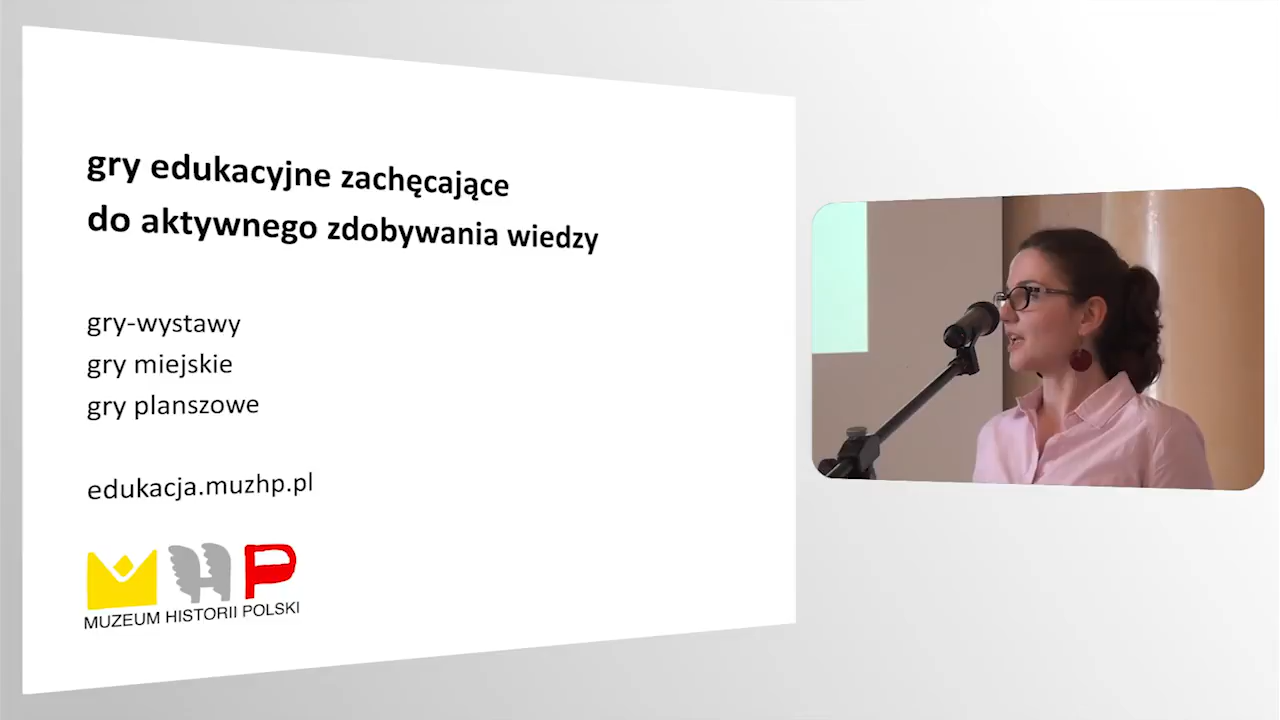 gry edukacyjne zachęcające
do aktywnego zdobywania wiedzy
gry-wystawy
gry miejskie
gry planszowe
edukacja.muzhp.pl
MHP
MUZEUM HISTORII POLSKI